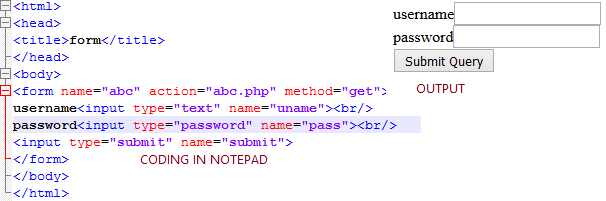 <html>
<head>
<title>form</title>
</head>
<body>
<form name="abc" action="abc.php" method="get">
username<input type="text" name="uname"><br/>
password<input type="password" name="pass"><br/>
<input type="submit" name="submit">
</form>
CODING IN NOTEPAD
</body>
</html>
username
password
Submit Query
OUTPUT